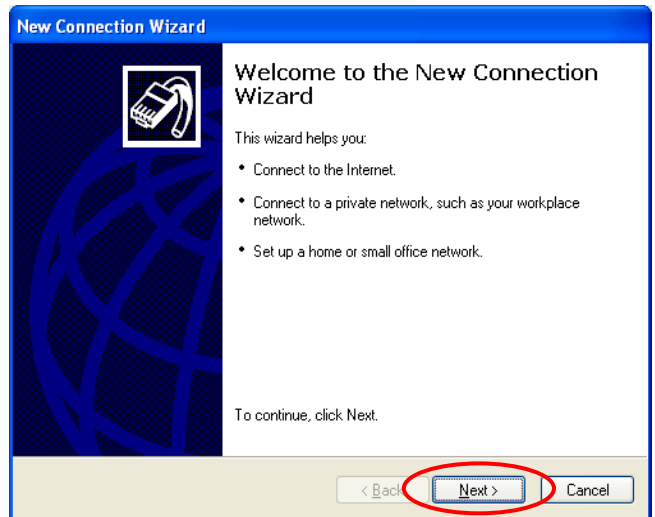 New Connection Wizard
Welcome to the New Connection
Wizard
This wizard helps you:
• Connect to the Internet.
• Connect to a private network, such as your workplace
network.
• Set up a home or small office network.
To continue, click Next.
< Back Next > Cancel